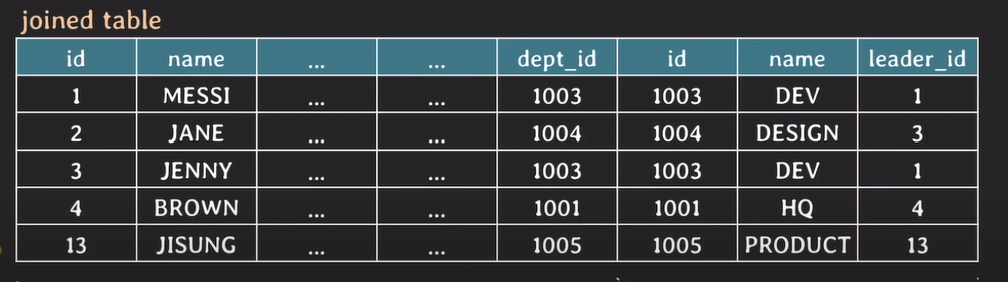 joined table
id name ... ... dept_id id name leader_id
1 MESSI ... ... 1003 1003 DEV 1
2 JANE ... ... 1004 1004 DESIGN 3
3 JENNY ... ... 1003 1003 DEV 1
4 BROWN ... ... 1001 1001 HQ 4
13 JISUNG ... ... 1005 1005 PRODUCT 13